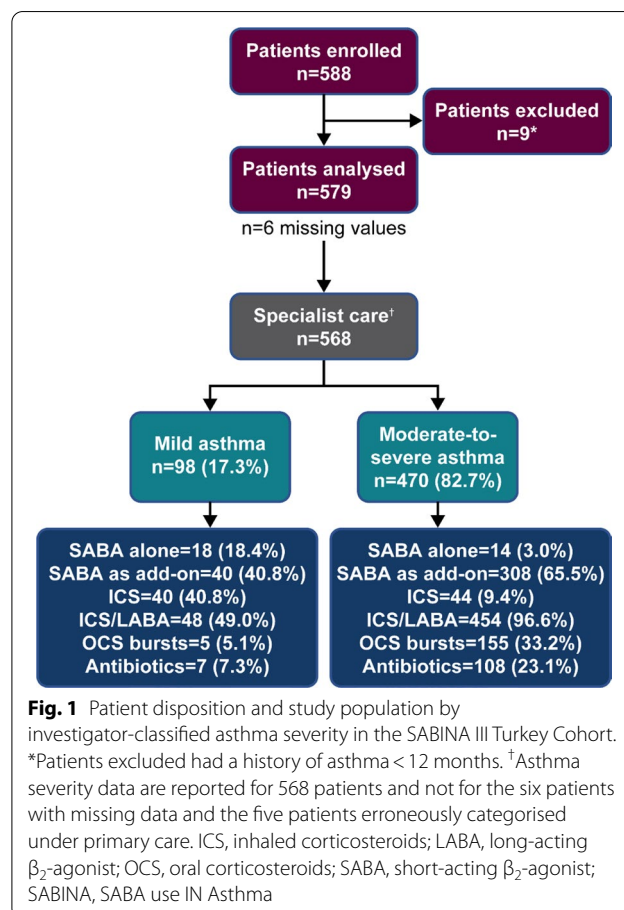 Patients enrolled
n=588
Patients excluded
n=9*
Patients analysed
n=579
n=6 missing values
Specialist care†
n=568
Mild asthma
n=98 (17.3%)
Moderate-to-
severe asthma
n=470 (82.7%)
SABA alone=18 (18.4%)
SABA as add-on=40 (40.8%)
ICS=40 (40.8%)
ICS/LABA=48 (49.0%)
OCS bursts=5 (5.1%)
Antibiotics=7 (7.3%)
SABA alone=14 (3.0%)
SABA as add-on=308 (65.5%)
ICS=44 (9.4%)
ICS/LABA=454 (96.6%)
OCS bursts=155 (33.2%)
Antibiotics=108 (23.1%)
Fig. 1 Patient disposition and study population by
investigator-classified asthma severity in the SABINA III Turkey Cohort.
*Patients excluded had a history of asthma < 12 months. †Asthma
severity data are reported for 568 patients and not for the six patients
with missing data and the five patients erroneously categorised
under primary care. ICS, inhaled corticosteroids; LABA, long-acting
β₂-agonist; OCS, oral corticosteroids; SABA, short-acting β₂-agonist;
SABINA, SABA use IN Asthma